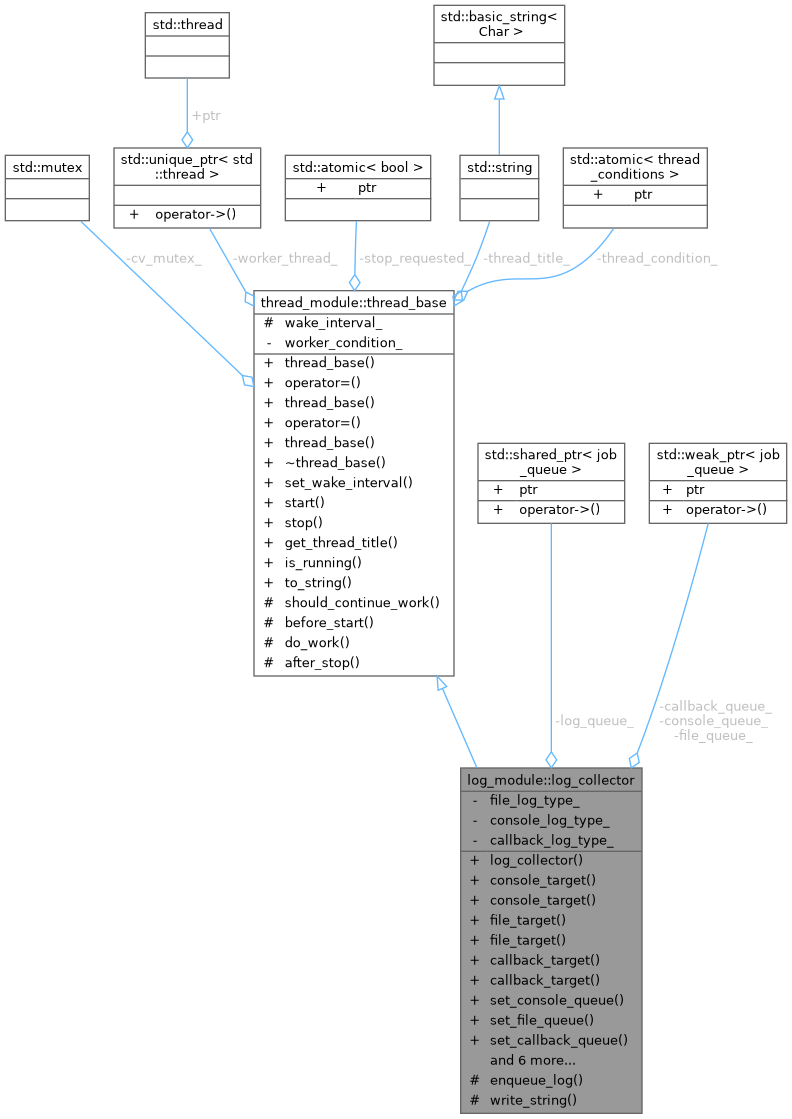 std::thread
std::basic_string<
Char >
+ptr
std::mutex
std::unique_ptr< std
::thread >
+ operator->()
std::atomic< bool >
+ ptr
std::string
std::atomic< thread
_conditions >
+ ptr
-cv_mutex_
-worker_thread_
-stop_requested_
-thread_title_
-thread_condition_
thread_module::thread_base
# wake_interval_
- worker_condition_
+ thread_base()
+ operator=()
+ thread_base()
+ operator=()
+ thread_base()
+ ~thread_base()
+ set_wake_interval()
+ start()
+ stop()
+ get_thread_title()
+ is_running()
+ to_string()
# should_continue_work()
# before_start()
# do_work()
# after_stop()
std::shared_ptr< job
_queue >
+ ptr
+ operator->()
std::weak_ptr< job
_queue >
+ ptr
+ operator->()
-log_queue_
-callback_queue_
-console_queue_
-file_queue_
log_module::log_collector
- file_log_type_
- console_log_type_
- callback_log_type_
+ log_collector()
+ console_target()
+ console_target()
+ file_target()
+ file_target()
+ callback_target()
+ callback_target()
+ set_console_queue()
+ set_file_queue()
+ set_callback_queue()
and 6 more...
# enqueue_log()
# write_string()